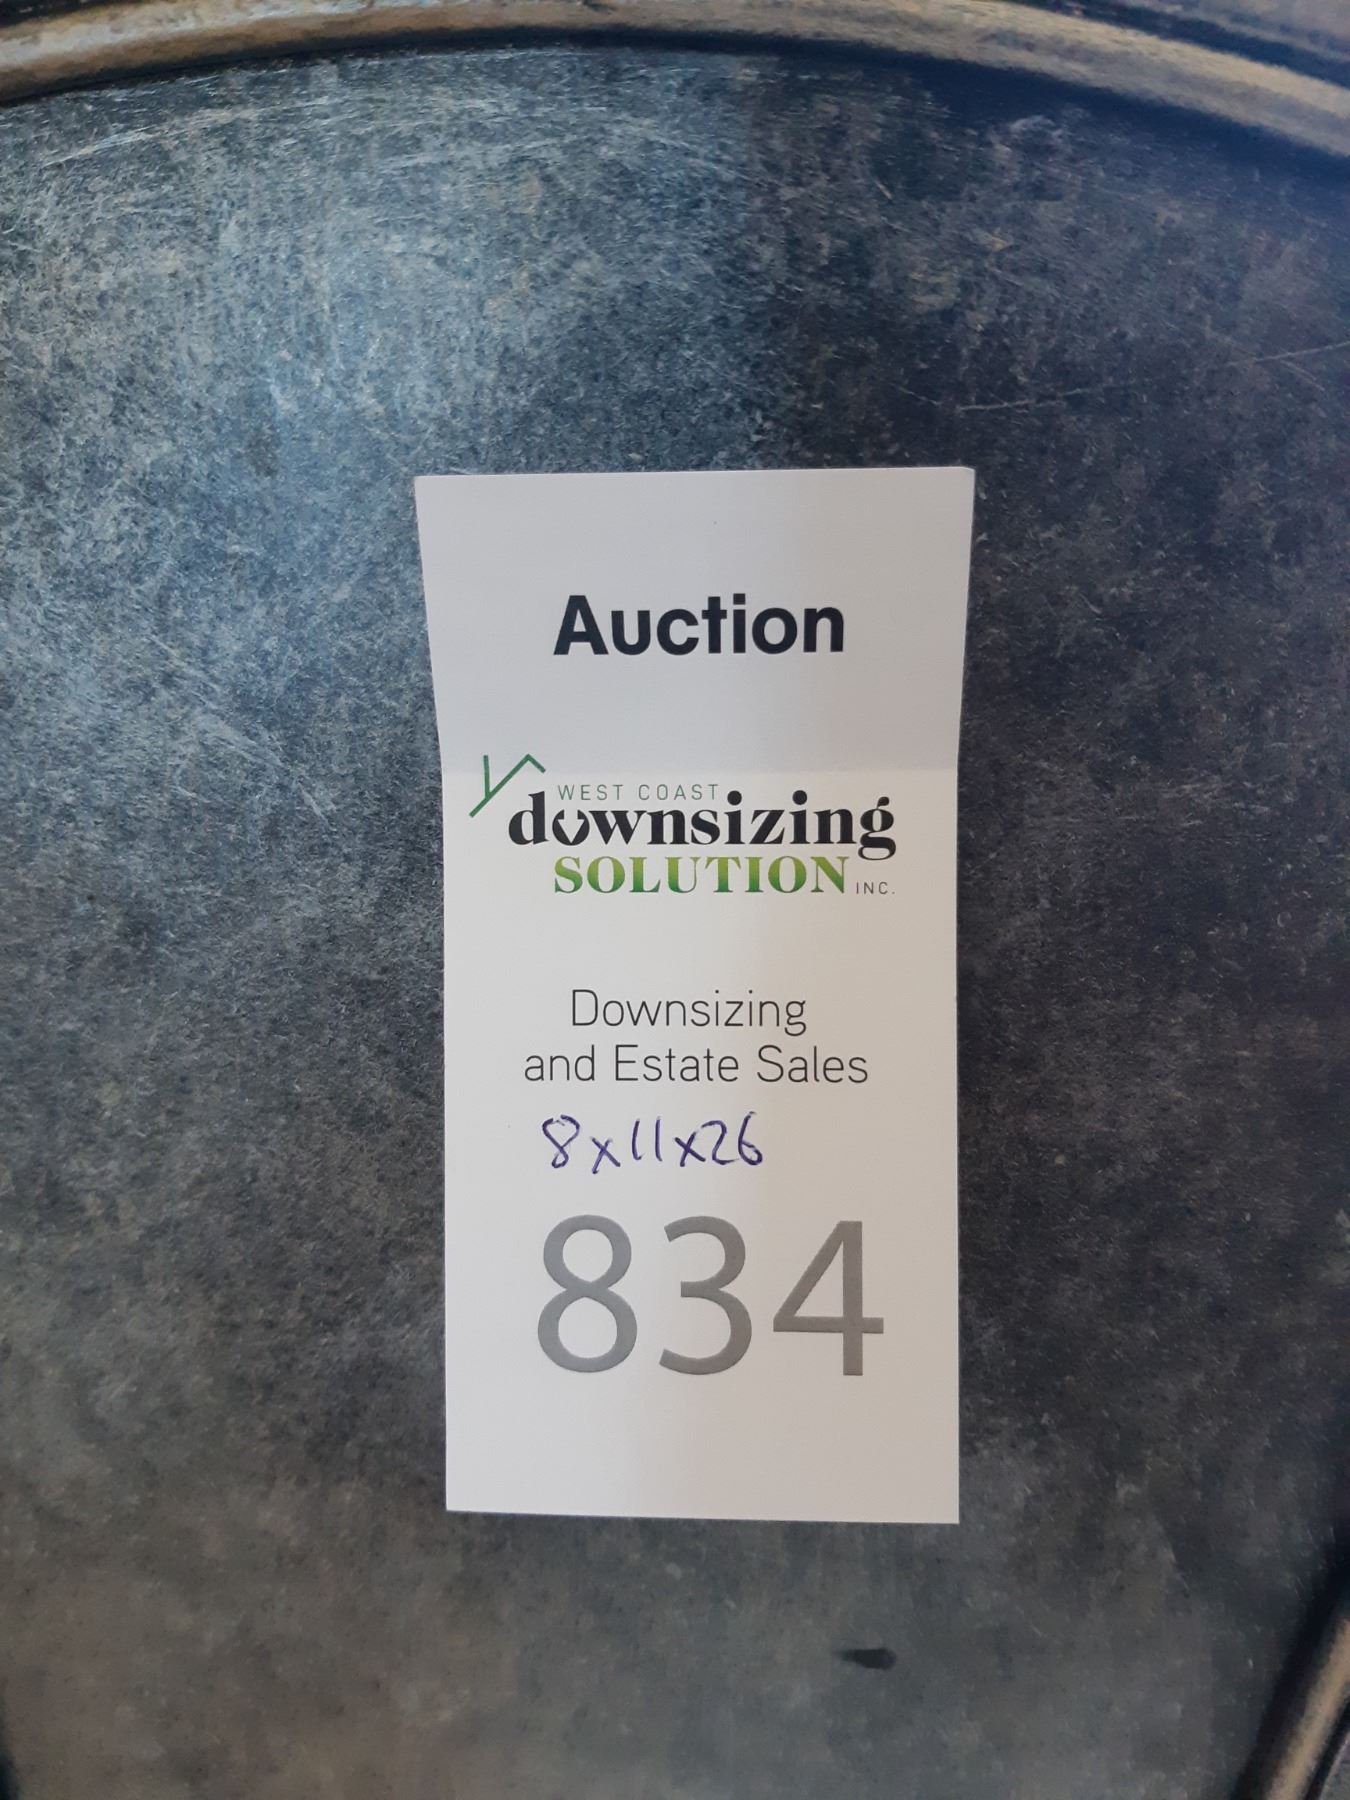 Auction
WEST COAST
downsizing
SOLUTION INC.
Downsizing
and Estate Sales
8x11x26
834